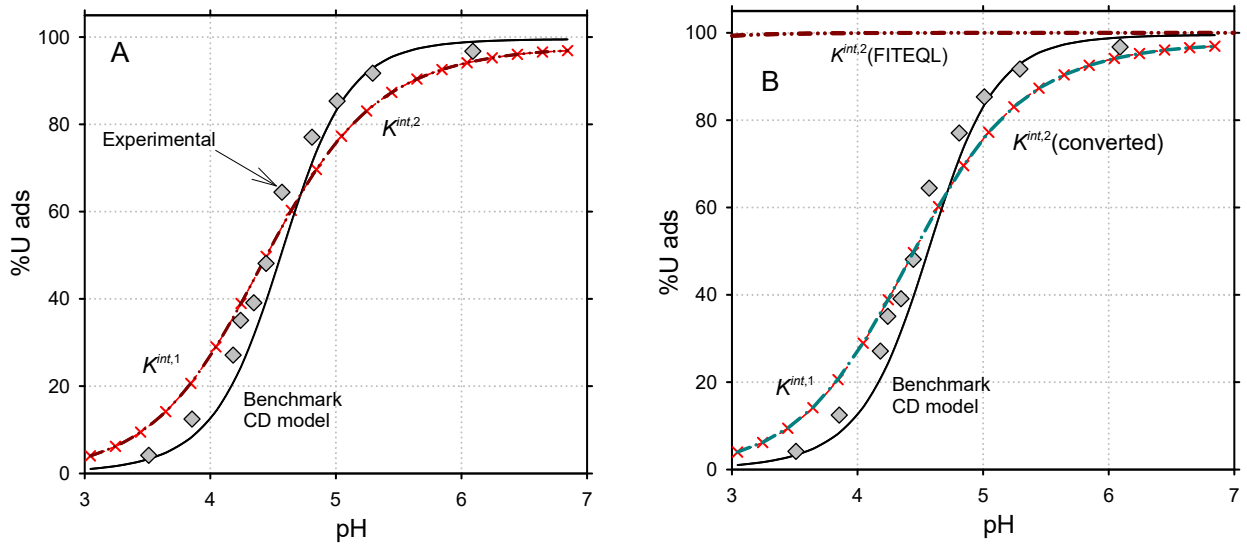 A
%U ads
100
80
60
40
20
0
Experimental
K^int,2
K^int,1
Benchmark
CD model
3
4
5
6
7
pH
B
%U ads
100
80
60
40
20
0
K^int,2(FITEQL)
K^int,2(converted)
K^int,1
Benchmark
CD model
3
4
5
6
7
pH